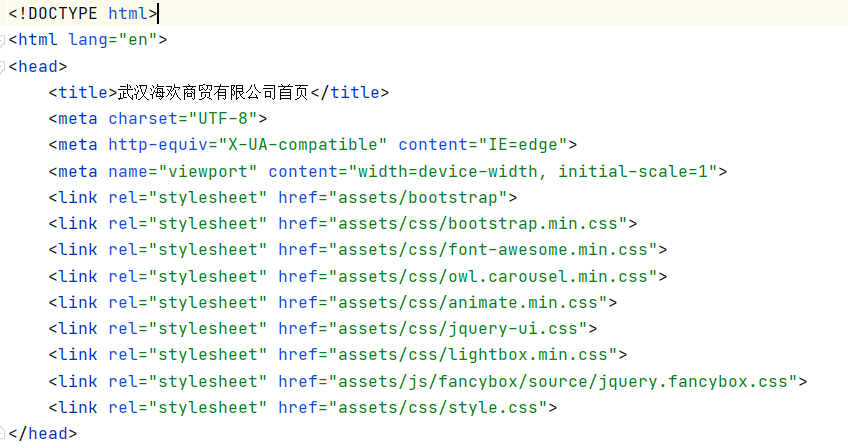 <!DOCTYPE html>
<html lang="en">
<head>
    <title>武汉海欢商贸有限公司首页</title>
    <meta charset="UTF-8">
    <meta http-equiv="X-UA-compatible" content="IE=edge">
    <meta name="viewport" content="width=device-width, initial-scale=1">
    <link rel="stylesheet" href="assets/bootstrap">
    <link rel="stylesheet" href="assets/css/bootstrap.min.css">
    <link rel="stylesheet" href="assets/css/font-awesome.min.css">
    <link rel="stylesheet" href="assets/css/owl.carousel.min.css">
    <link rel="stylesheet" href="assets/css/animate.min.css">
    <link rel="stylesheet" href="assets/css/jquery-ui.css">
    <link rel="stylesheet" href="assets/css/lightbox.min.css">
    <link rel="stylesheet" href="assets/js/fancybox/source/jquery.fancybox.css">
    <link rel="stylesheet" href="assets/css/style.css">
</head>